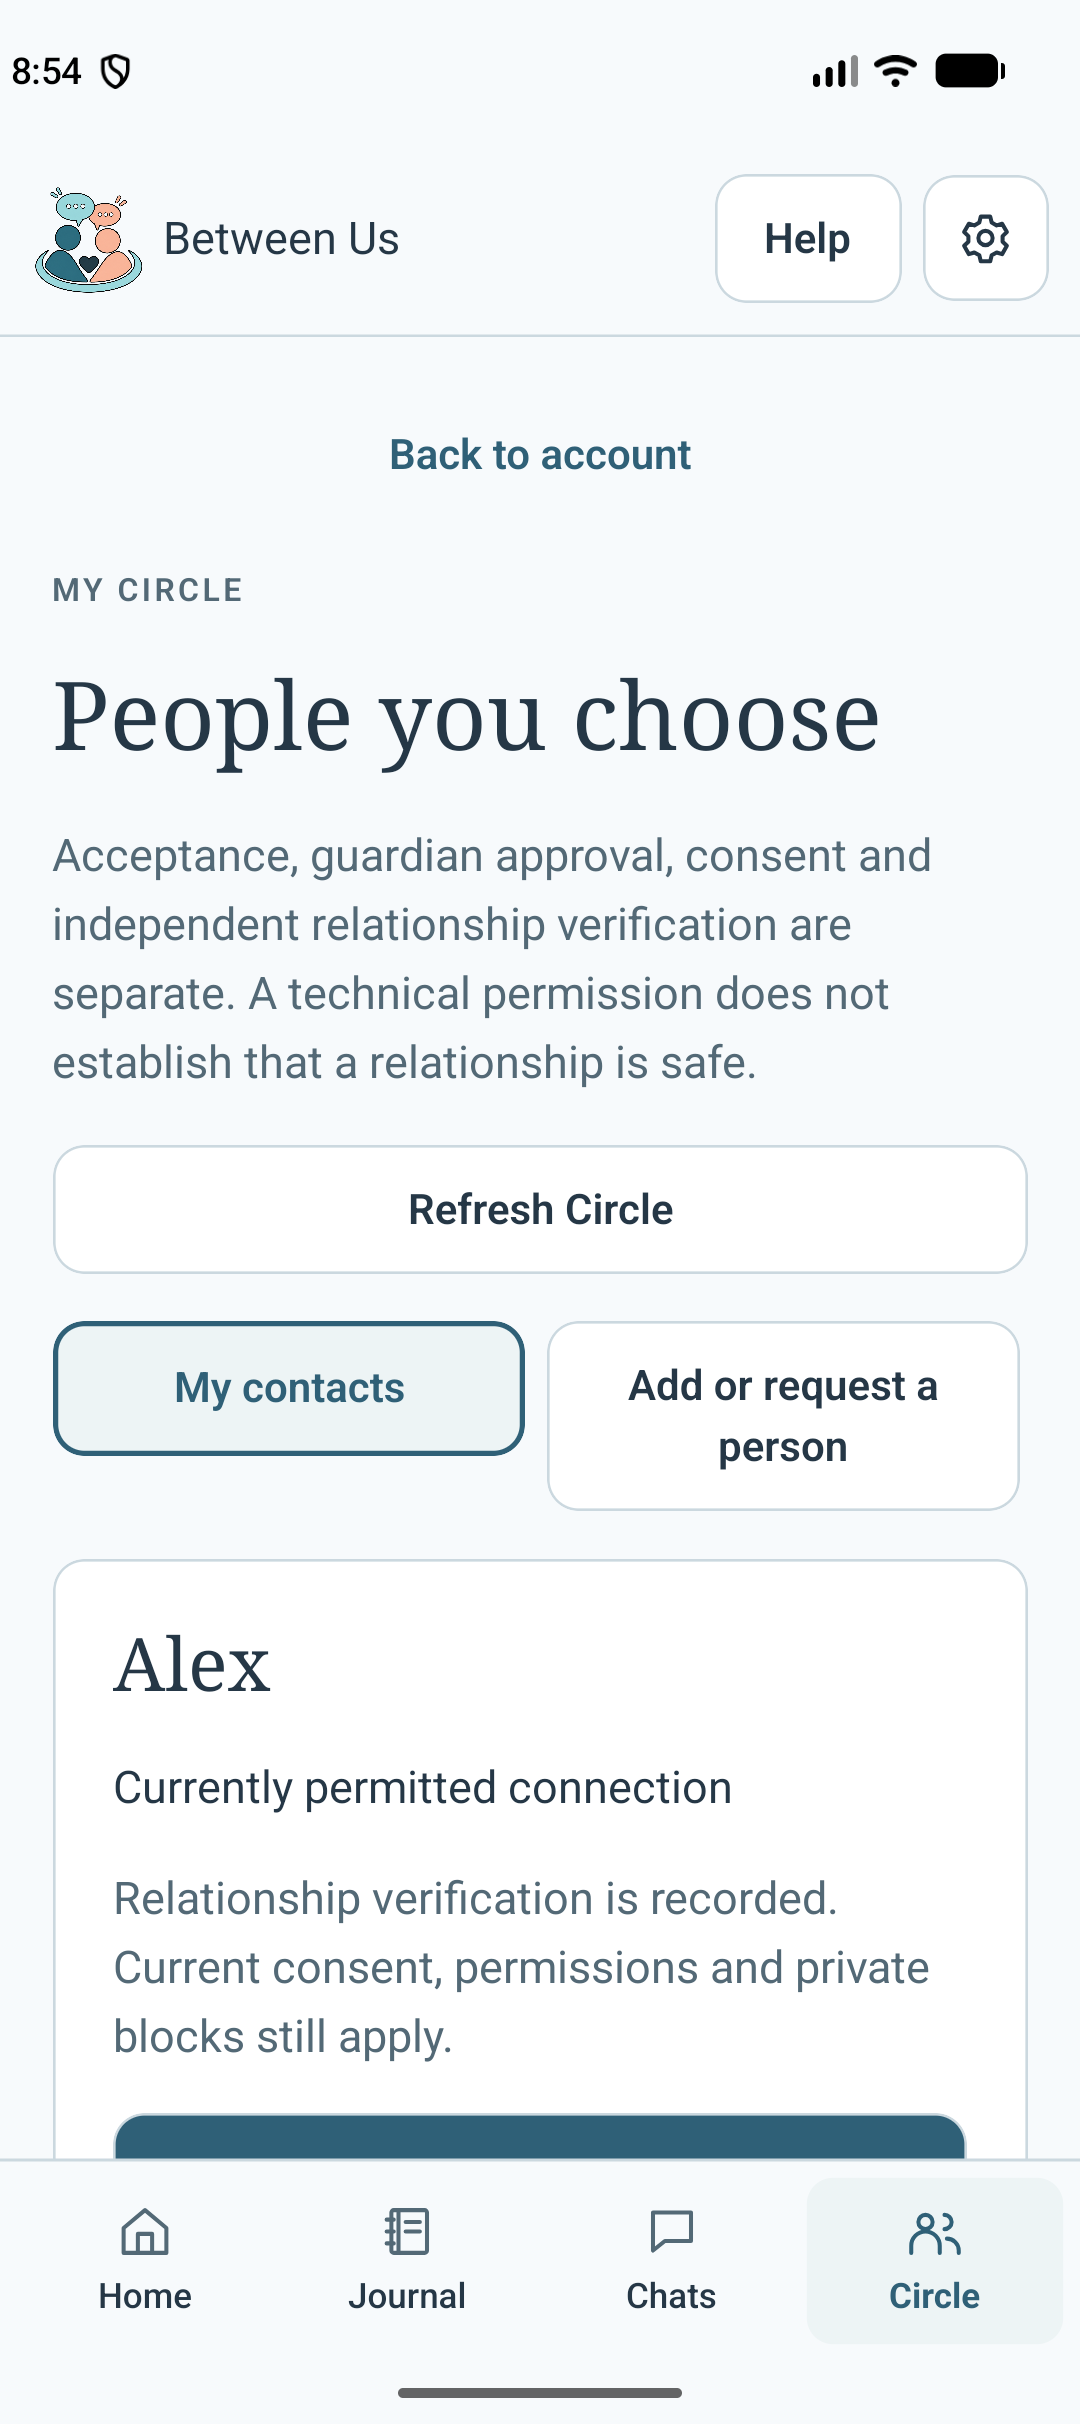 8:54
Between Us
Help
Back to account
MY CIRCLE
People you choose
Acceptance, guardian approval, consent and
independent relationship verification are
separate. A technical permission does not
establish that a relationship is safe.
Refresh Circle
My contacts
Add or request a
person
Alex
Currently permitted connection
Relationship verification is recorded.
Current consent, permissions and private
blocks still apply.
Home
Journal
Chats
Circle